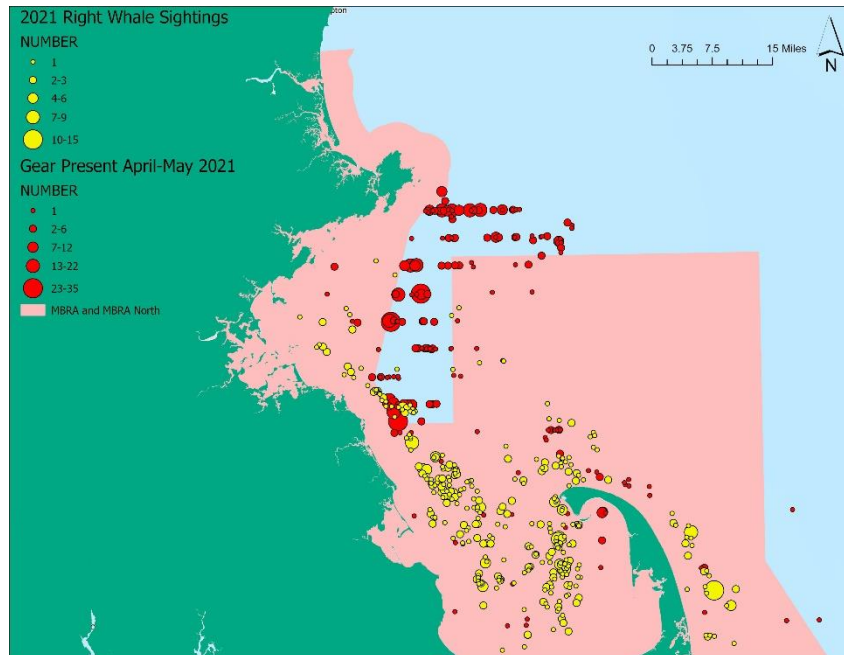 2021 Right Whale Sightings
NUMBER
1
2-3
4-6
7-9
10-15
Gear Present April-May 2021
NUMBER
1
2-6
7-12
13-22
23-35
MBRA and MBRA North
0 3.75 7.5 15 Miles
N